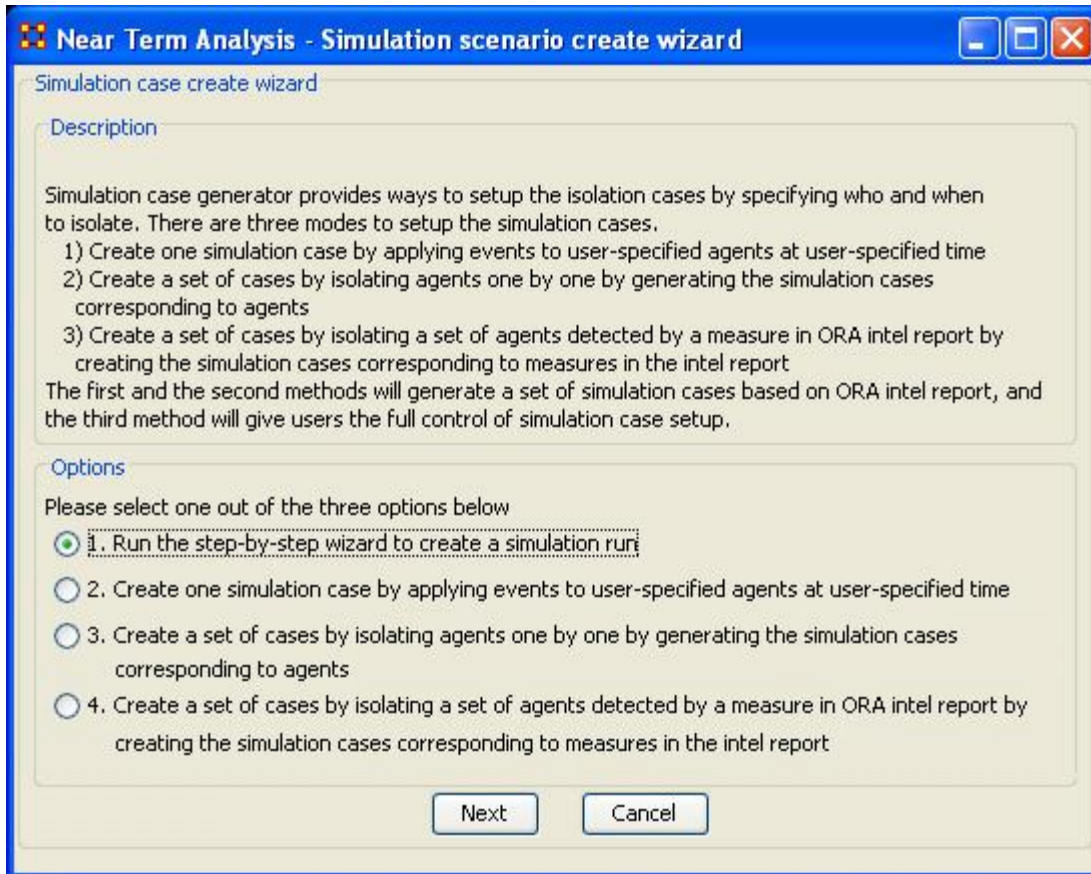 Near Term Analysis - Simulation scenario create wizard
Simulation case create wizard
Description
Simulation case generator provides ways to setup the isolation cases by specifying who and when
to isolate. There are three modes to setup the simulation cases.
1) Create one simulation case by applying events to user-specified agents at user-specified time
2) Create a set of cases by isolating agents one by one by generating the simulation cases
corresponding to agents
3) Create a set of cases by isolating a set of agents detected by a measure in ORA intel report by
creating the simulation cases corresponding to measures in the intel report
The first and the second methods will generate a set of simulation cases based on ORA intel report, and
the third method will give users the full control of simulation case setup.
Options
Please select one out of the three options below
1. Run the step-by-step wizard to create a simulation run
2. Create one simulation case by applying events to user-specified agents at user-specified time
3. Create a set of cases by isolating agents one by one by generating the simulation cases
corresponding to agents
4. Create a set of cases by isolating a set of agents detected by a measure in ORA intel report by
creating the simulation cases corresponding to measures in the intel report
Next Cancel